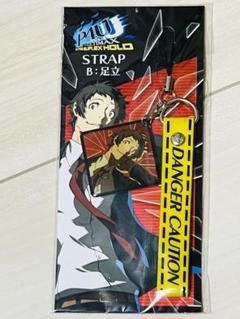 P4U
ULTIMAX
ULTRA SUPLEX HOLD
STRAP
B:足立
DANGER CAUTION